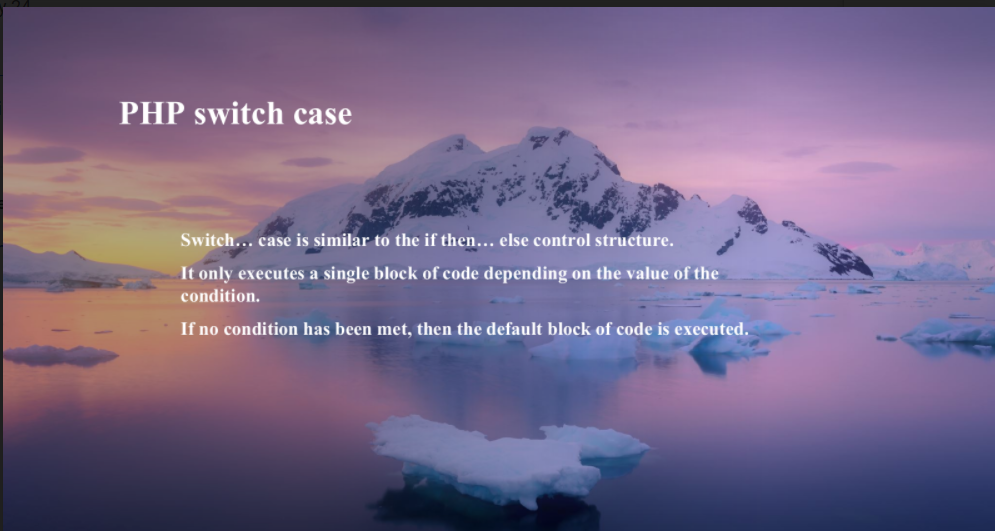 PHP switch case
Switch… case is similar to the if then… else control structure.
It only executes a single block of code depending on the value of the
condition.
If no condition has been met, then the default block of code is executed.